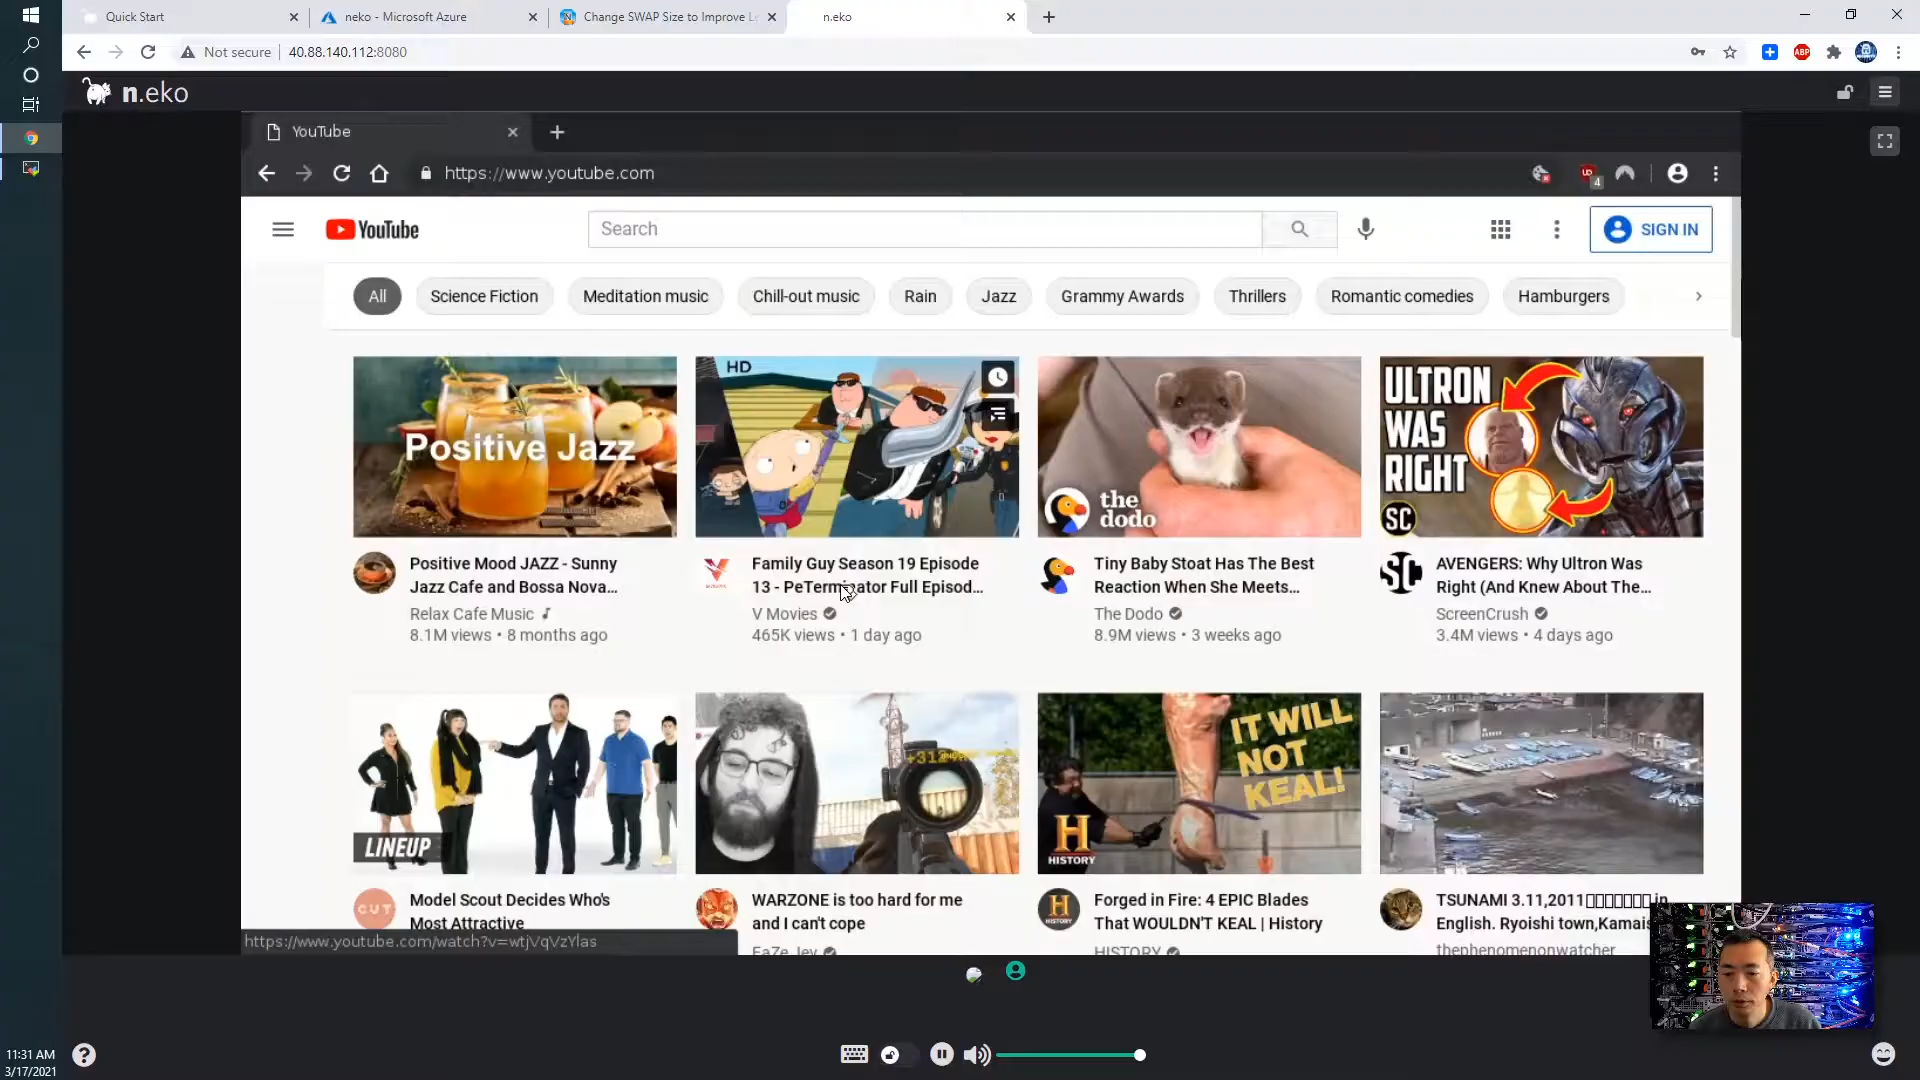 Quick Start
neko - Microsoft Azure
Change SWAP Size to Improve L
n.eko
Not secure
40.88.140.112:8080
ABP
n.eko
YouTube
https://www.youtube.com
4
YouTube
Search
SIGN IN
All
Science Fiction
Meditation music
Chill-out music
Rain
Jazz
Grammy Awards
Thrillers
Romantic comedies
Hamburgers
Positive Jazz
HD
the
dodo
ULTRON
WAS
RIGHT
SC
Positive Mood JAZZ - Sunny
Jazz Cafe and Bossa Nova...
Relax Cafe Music
8.1M views • 8 months ago
Family Guy Season 19 Episode
13 - PeTerminator Full Episod...
V Movies
465K views • 1 day ago
Tiny Baby Stoat Has The Best
Reaction When She Meets...
The Dodo
8.9M views • 3 weeks ago
SC
AVENGERS: Why Ultron Was
Right (And Knew About The...
ScreenCrush
3.4M views • 4 days ago
LINEUP
IT WILL
NOT
KEAL!
H
HISTORY
CUT
Model Scout Decides Who's
Most Attractive
WARZONE is too hard for me
and I can't cope
FaZe Jev
H
HISTORY
Forged in Fire: 4 EPIC Blades
That WOULDN'T KEAL | History
HISTORY
TSUNAMI 3.11,2011 in
English. Ryoishi town,Kamais
thephenomenonwatcher
https://www.youtube.com/watch?v=wtjVqVzYlas
11:31 AM
3/17/2021
?